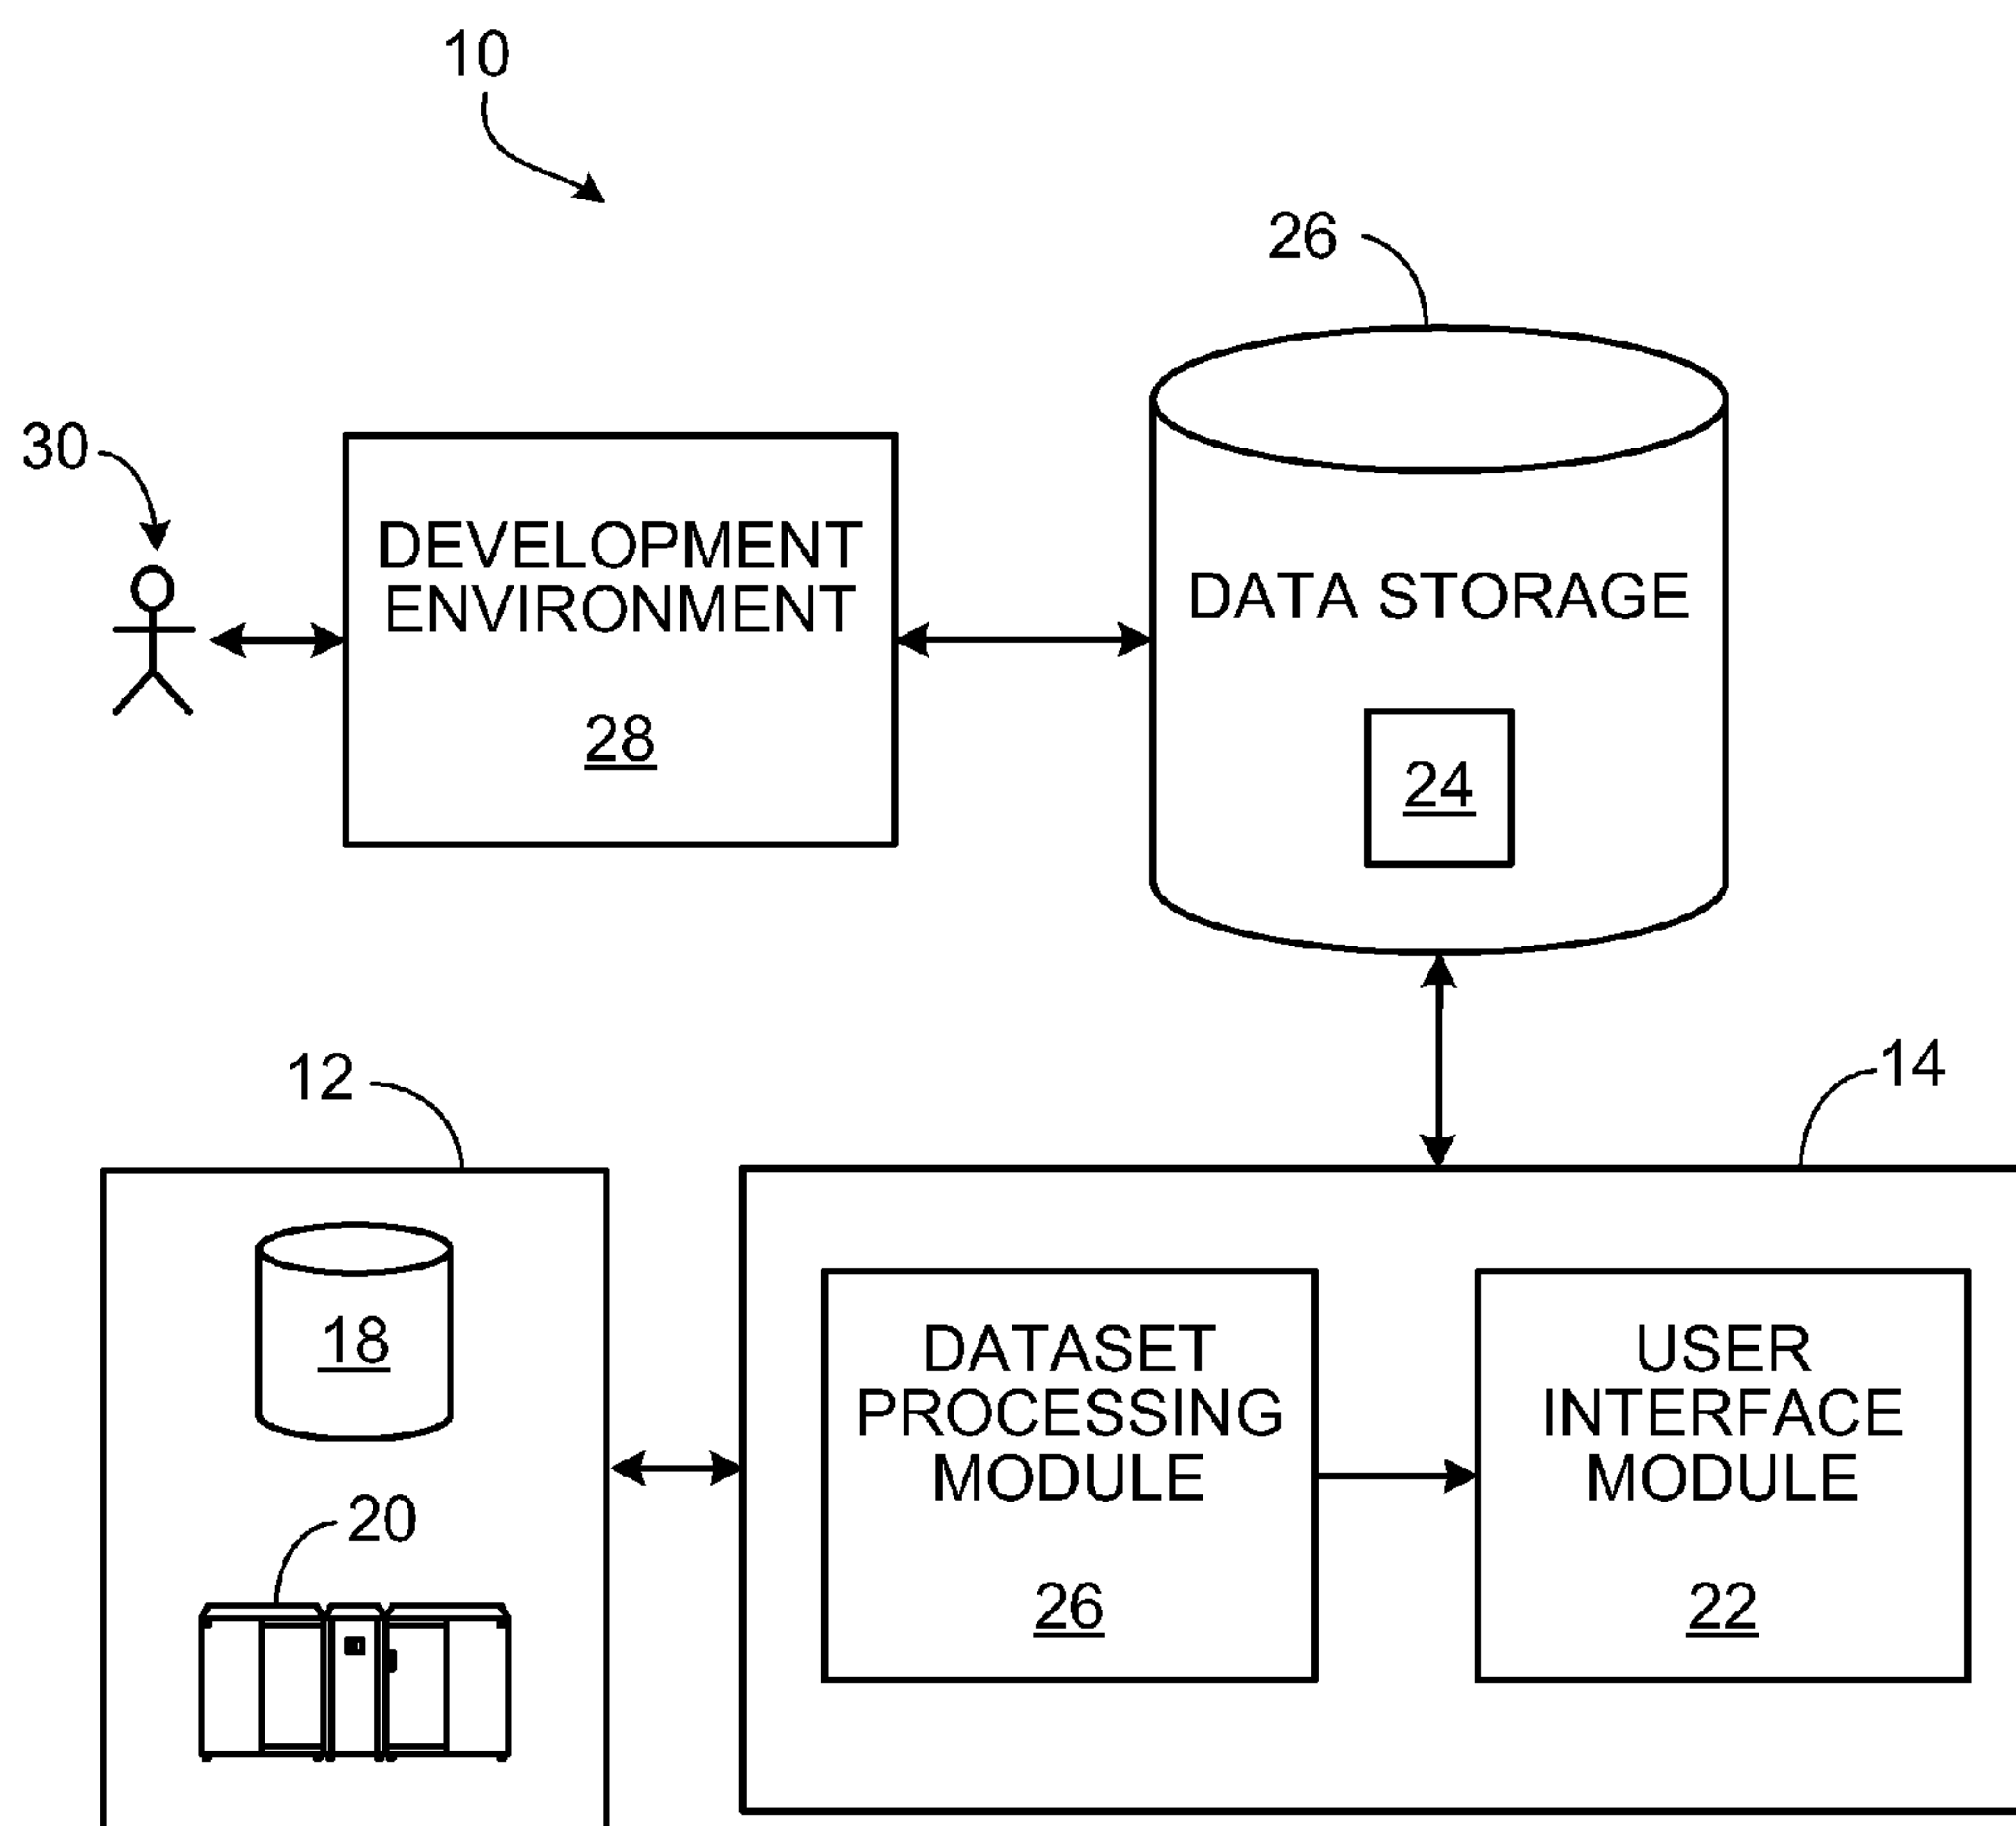 10
26
30
DEVELOPMENT
ENVIRONMENT
28
DATA STORAGE
24
12
14
18
20
DATASET
PROCESSING
MODULE
26
USER
INTERFACE
MODULE
22